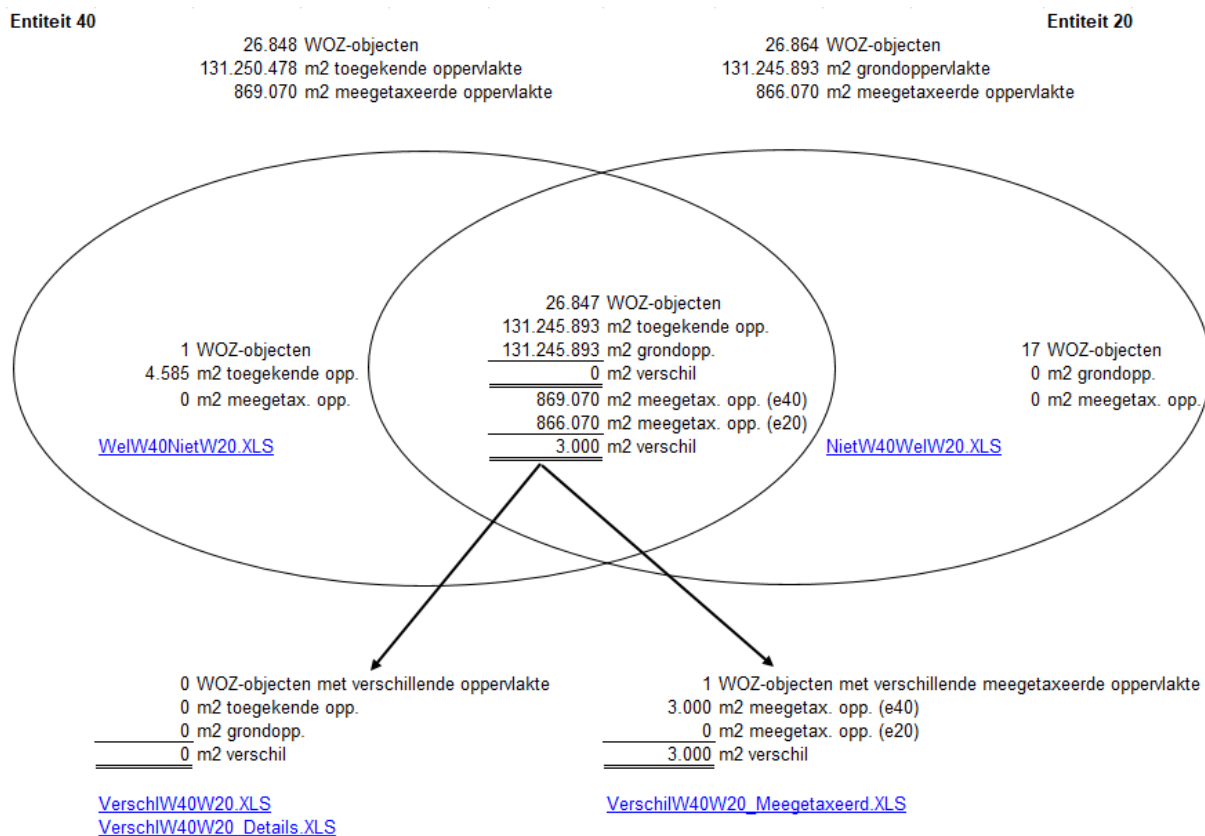 Entiteit 40
Entiteit 20
26.848 WOZ-objecten
131.250.478 m2 toegekende oppervlakte
869.070 m2 meegetaxeerde oppervlakte
26.864 WOZ-objecten
131.245.893 m2 grondoppervlakte
866.070 m2 meegetaxeerde oppervlakte
1 WOZ-objecten
4.585 m2 toegekende opp.
0 m2 meegetax. opp.
WelW40NietW20.XLS
26.847 WOZ-objecten
131.245.893 m2 toegekende opp.
131.245.893 m2 grondopp.
0 m2 verschil
869.070 m2 meegetax. opp. (e40)
866.070 m2 meegetax. opp. (e20)
3.000 m2 verschil
17 WOZ-objecten
0 m2 grondopp.
0 m2 meegetax. opp.
NietW40WelW20.XLS
0 WOZ-objecten met verschillende oppervlakte
0 m2 toegekende opp.
0 m2 grondopp.
0 m2 verschil
VerschlW40W20.XLS
VerschlW40W20_Details.XLS
1 WOZ-objecten met verschillende meegetaxeerde oppervlakte
3.000 m2 meegetax. opp. (e40)
0 m2 meegetax. opp. (e20)
3.000 m2 verschil
VerschilW40W20_Meegetaxeerd.XLS